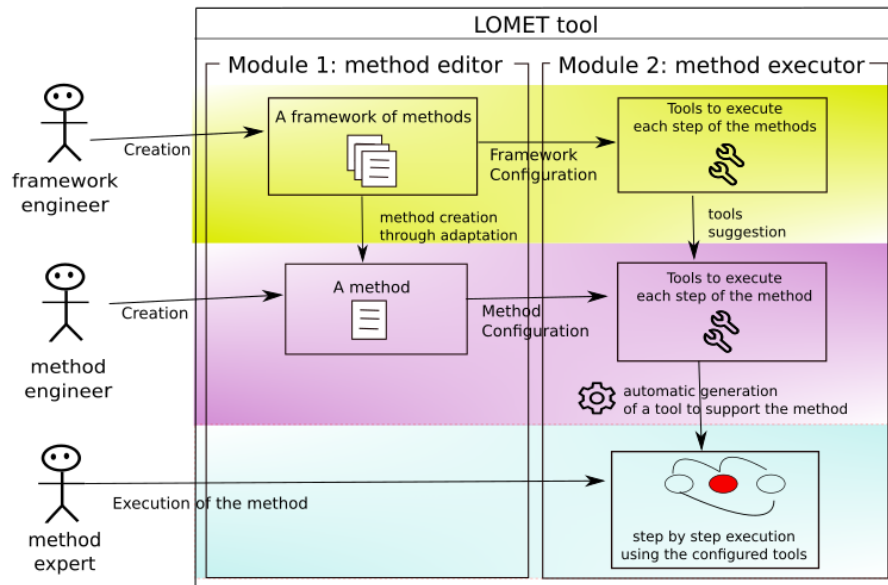 LOMET tool
Module 1: method editor
Module 2: method executor
framework
engineer
Creation
A framework of methods
Framework
Configuration
Tools to execute
each step of the methods
method creation
through adaptation
tools
suggestion
method
engineer
Creation
A method
Method
Configuration
Tools to execute
each step of the method
automatic generation
of a tool to support the method
method
expert
Execution of the method
step by step execution
using the configured tools